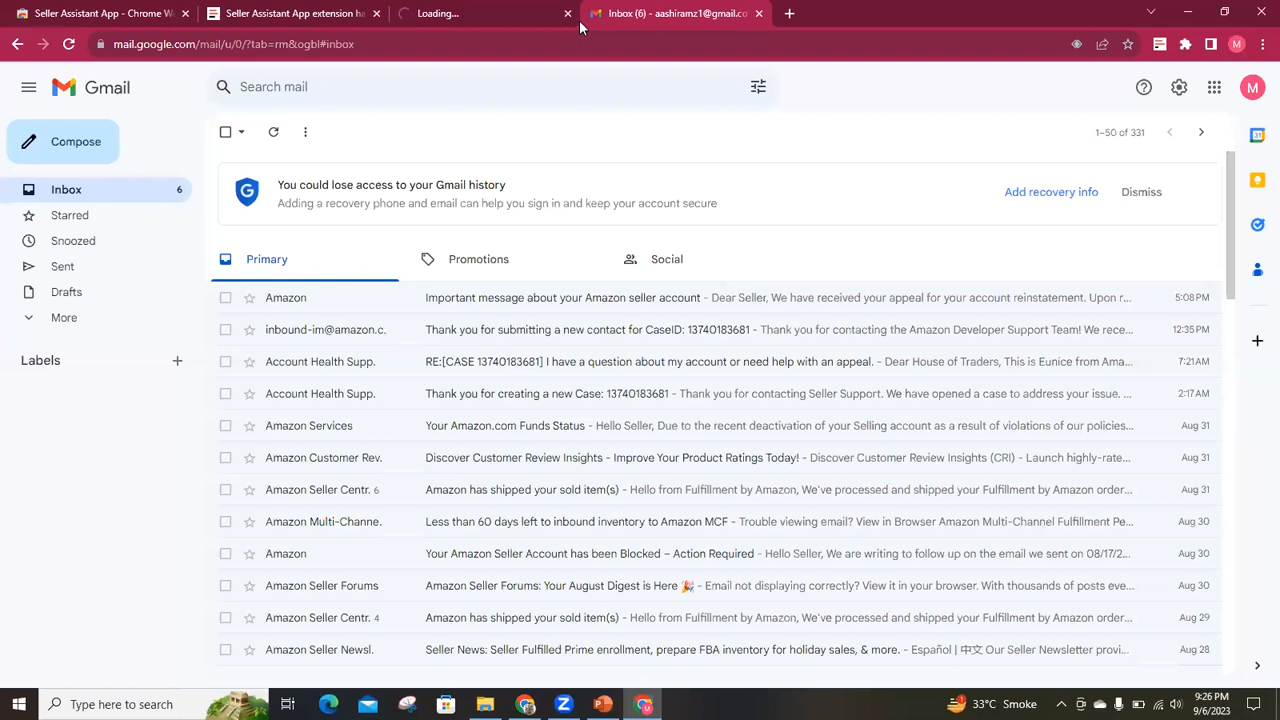 Seller Assistant App - Chrome W
Seller Assistant App extension ha
Loading...
Inbox (6) - aashiramz1@gmail.co
mail.google.com/mail/u/0/?tab=rm&ogbl#inbox
M
Gmail
Search mail
M
Compose
1–50 of 331
Inbox 6
Starred
Snoozed
Sent
Drafts
More
Labels
You could lose access to your Gmail history
Adding a recovery phone and email can help you sign in and keep your account secure
Add recovery info
Dismiss
Primary
Promotions
Social
Amazon Important message about your Amazon seller account - Dear Seller, We have received your appeal for your account reinstatement. Upon r... 5:08 PM
inbound-im@amazon.c. Thank you for submitting a new contact for CaseID: 13740183681 - Thank you for contacting the Amazon Developer Support Team! We rece... 12:35 PM
Account Health Supp. RE:[CASE 13740183681] I have a question about my account or need help with an appeal. - Dear House of Traders, This is Eunice from Ama... 7:21 AM
Account Health Supp. Thank you for creating a new Case: 13740183681 - Thank you for contacting Seller Support. We have opened a case to address your issue. ... 2:17 AM
Amazon Services Your Amazon.com Funds Status - Hello Seller, Due to the recent deactivation of your Selling account as a result of violations of our policies... Aug 31
Amazon Customer Rev. Discover Customer Review Insights - Improve Your Product Ratings Today! - Discover Customer Review Insights (CRI) - Launch highly-rate... Aug 31
Amazon Seller Centr. 6 Amazon has shipped your sold item(s) - Hello from Fulfillment by Amazon, We've processed and shipped your Fulfillment by Amazon order... Aug 31
Amazon Multi-Channe. Less than 60 days left to inbound inventory to Amazon MCF - Trouble viewing email? View in Browser Amazon Multi-Channel Fulfillment Pe... Aug 30
Amazon Your Amazon Seller Account has been Blocked – Action Required - Hello Seller, We are writing to follow up on the email we sent on 08/17/2... Aug 30
Amazon Seller Forums Amazon Seller Forums: Your August Digest is Here 🎉 - Email not displaying correctly? View it in your browser. With thousands of posts eve... Aug 30
Amazon Seller Centr. 4 Amazon has shipped your sold item(s) - Hello from Fulfillment by Amazon, We've processed and shipped your Fulfillment by Amazon order... Aug 29
Amazon Seller Newsl. Seller News: Seller Fulfilled Prime enrollment, prepare FBA inventory for holiday sales, & more. - Español | 中文 Our Seller Newsletter provi... Aug 28
Type here to search
33°C Smoke
9:26 PM
9/6/2023